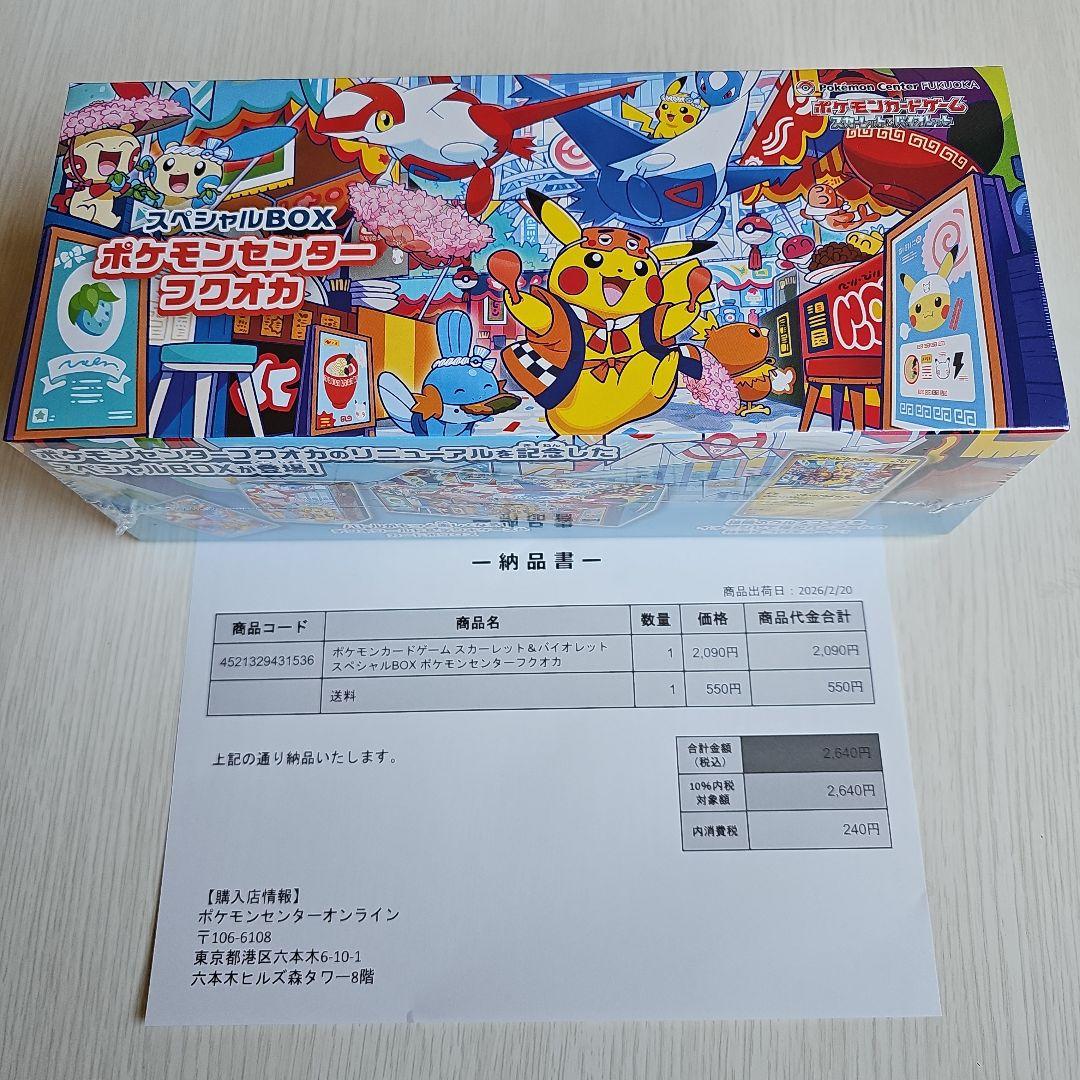 Pokémon Center FUKUOKA
ポケモンカードゲーム
スカーレット&バイオレット
スペシャルBOX
ポケモンセンター
フクオカ
ポケモンセンターフクオカのリニューアルを記念した
スペシャルBOXが登場!
ー納品書ー
商品出荷日:2026/2/20
商品コード 商品名 数量 価格 商品代金合計
4521329431536 ポケモンカードゲーム スカーレット&バイオレット 1 2,090円 2,090円
スペシャルBOX ポケモンセンターフクオカ
送料 1 550円 550円
上記の通り納品いたします。
合計金額
(税込) 2,640円
10%内税
対象額 2,640円
内消費税 240円
【購入店情報】
ポケモンセンターオンライン
〒106-6108
東京都港区六本木6-10-1
六本木ヒルズ森タワー8階